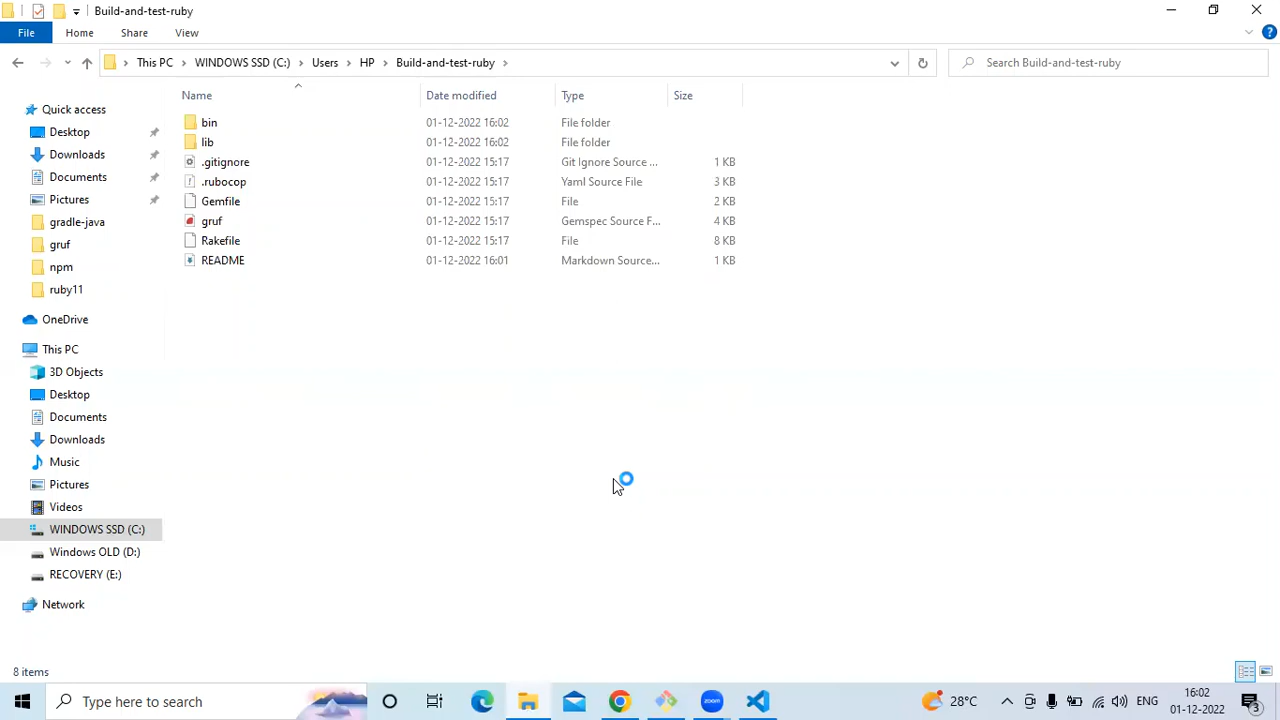 Build-and-test-ruby
File Home Share View
This PC WINDOWS SSD (C:) Users HP Build-and-test-ruby Search Build-and-test-ruby
Name Date modified Type Size
bin 01-12-2022 16:02 File folder
lib 01-12-2022 16:02 File folder
.gitignore 01-12-2022 15:17 Git Ignore Source ... 1 KB
.rubocop 01-12-2022 15:17 Yaml Source File 3 KB
Gemfile 01-12-2022 15:17 File 2 KB
gruf 01-12-2022 15:17 Gemspec Source F... 4 KB
Rakefile 01-12-2022 15:17 File 8 KB
README 01-12-2022 16:01 Markdown Source... 1 KB
Quick access
Desktop
Downloads
Documents
Pictures
gradle-java
gruf
npm
ruby11
OneDrive
This PC
3D Objects
Desktop
Documents
Downloads
Music
Pictures
Videos
WINDOWS SSD (C:)
Windows OLD (D:)
RECOVERY (E:)
Network
8 items
Type here to search
zoom
28°C
ENG
16:02
01-12-2022
3